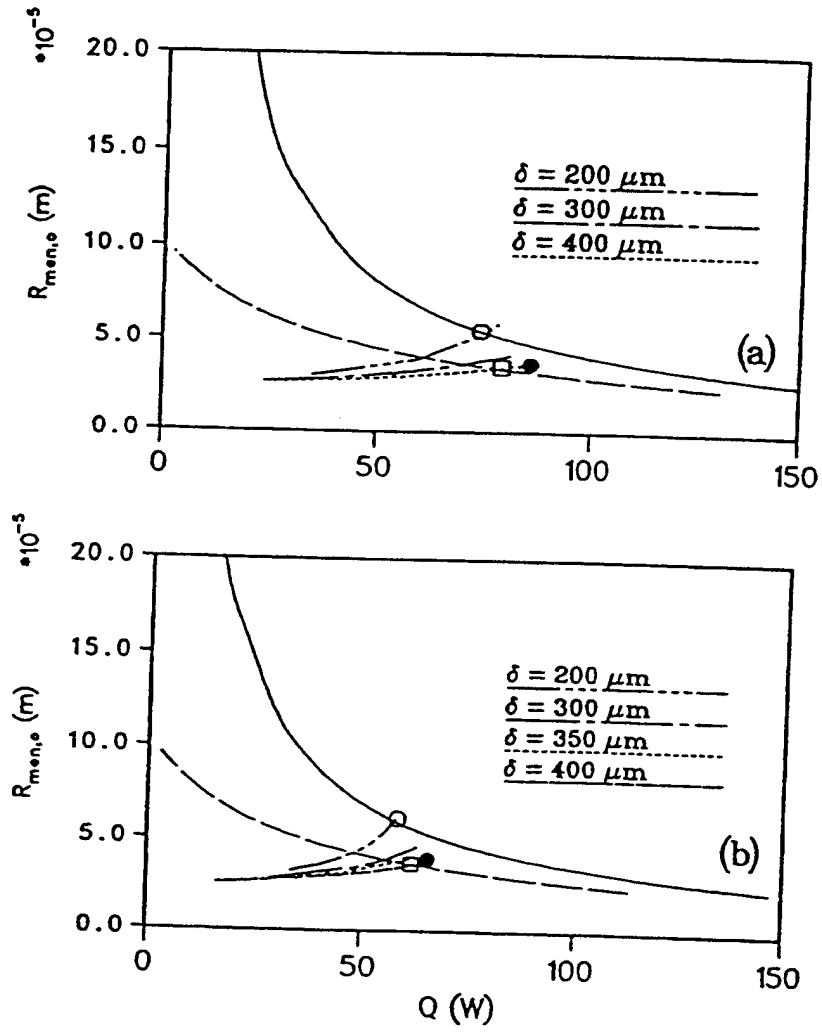 *10⁻⁵
20.0
15.0
10.0
5.0
0.0
R_men,o (m)
δ = 200 μm
δ = 300 μm
δ = 400 μm
(a)
0 50 100 150
*10⁻⁵
20.0
15.0
10.0
5.0
0.0
R_men,o (m)
δ = 200 μm
δ = 300 μm
δ = 350 μm
δ = 400 μm
(b)
0 50 100 150
Q (W)